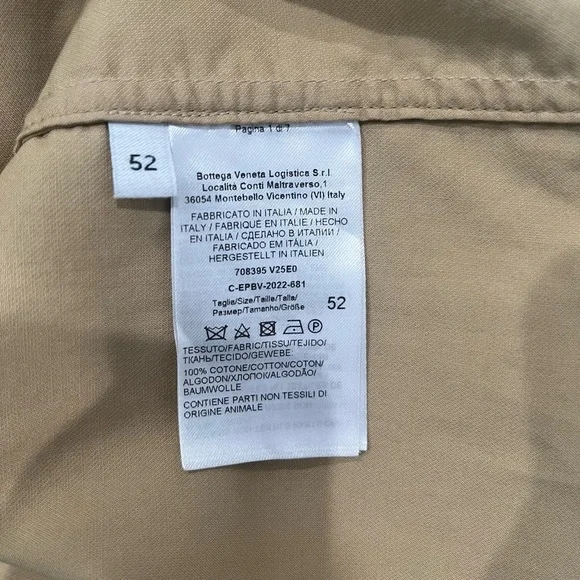 52
Pagina 1 di 7
Bottega Veneta Logistica S.r.l.
Località Conti Maltraverso,1
36054 Montebello Vicentino (VI) Italy
FABBRICATO IN ITALIA / MADE IN
ITALY / FABRIQUÉ EN ITALIE / HECHO
EN ITALIA / СДЕЛАНО В ИТАЛИИ /
FABRICADO EM ITÁLIA /
HERGESTELLT IN ITALIEN
708395 V25E0
C-EPBV-2022-681
Taglia/Size/Taille/Talla/
Размер/Tamanho/Größe 52
TESSUTO/FABRIC/TISSU/TEJIDO/
ТКАНЬ/TECIDO/GEWEBE:
100% COTONE/COTTON/COTON/
ALGODON/ХЛОПОК/ALGODÃO/
BAUMWOLLE
CONTIENE PARTI NON TESSILI DI
ORIGINE ANIMALE